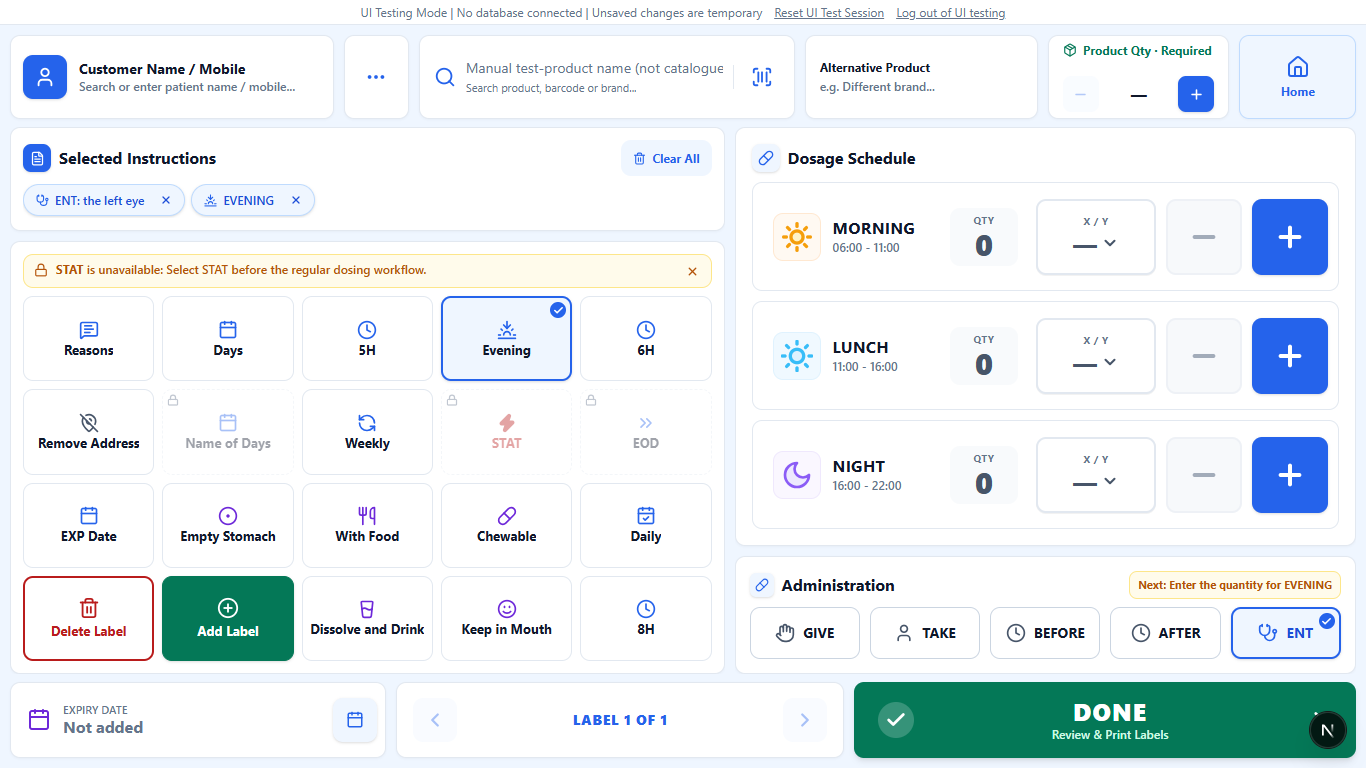 UI Testing Mode | No database connected | Unsaved changes are temporary Reset UI Test Session Log out of UI testing
Customer Name / Mobile
Search or enter patient name / mobile...
Manual test-product name (not catalogue
Search product, barcode or brand...
Alternative Product
e.g. Different brand...
Product Qty · Required
Home
Selected Instructions
Clear All
ENT: the left eye
EVENING
STAT is unavailable: Select STAT before the regular dosing workflow.
Reasons
Days
5H
Evening
6H
Remove Address
Name of Days
Weekly
STAT
EOD
EXP Date
Empty Stomach
With Food
Chewable
Daily
Delete Label
Add Label
Dissolve and Drink
Keep in Mouth
8H
Dosage Schedule
MORNING
06:00 - 11:00
QTY
0
X / Y
LUNCH
11:00 - 16:00
QTY
0
X / Y
NIGHT
16:00 - 22:00
QTY
0
X / Y
Administration
Next: Enter the quantity for EVENING
GIVE
TAKE
BEFORE
AFTER
ENT
EXPIRY DATE
Not added
LABEL 1 OF 1
DONE
Review & Print Labels
N